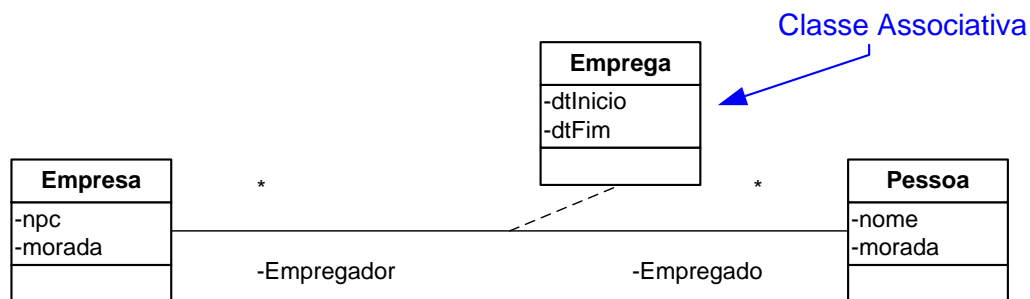 Classe Associativa
Emprega
-dtInicio
-dtFim
Empresa
-npc
-morada
*
*
Pessoa
-nome
-morada
-Empregador
-Empregado